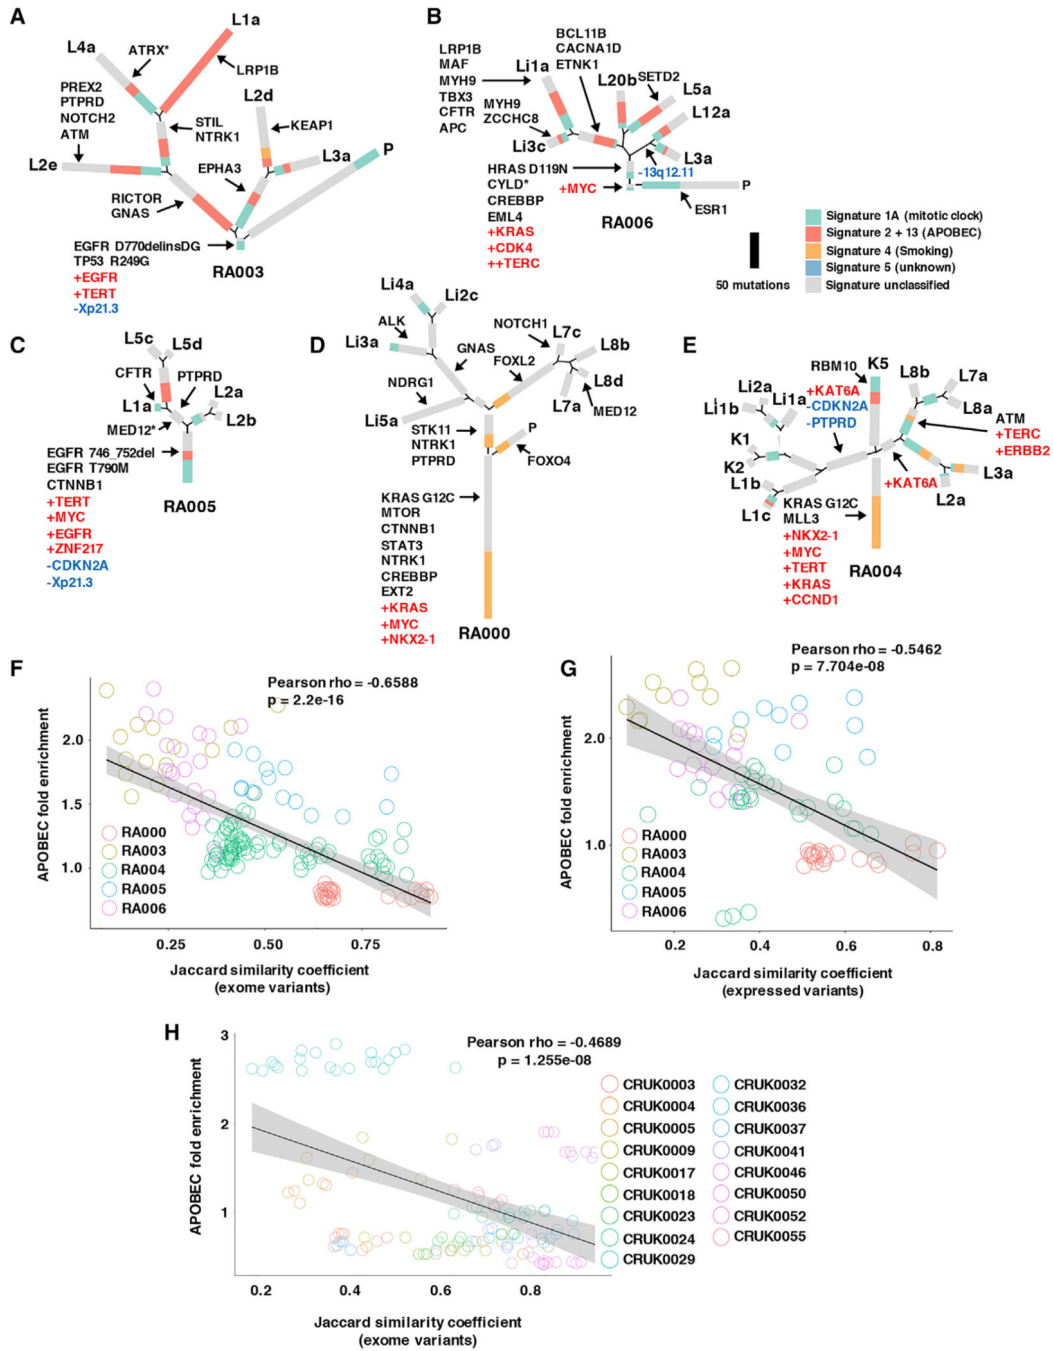 A
L1a
L4a
ATRX*
LRP1B
PREX2
PTPRD
NOTCH2
ATM
L2d
STIL
NTRK1
KEAP1
L2e
EPHA3
L3a
P
RICTOR
GNAS
EGFR D770delinsDG
TP53 R249G
+EGFR
+TERT
-Xp21.3
RA003
B
LRP1B
MAF
MYH9
TBX3
CFTR
APC
BCL11B
CACNA1D
ETNK1
Li1a
L20b
SETD2
L5a
MYH9
ZCCHC8
L12a
Li3c
L3a
HRAS D119N
CYLD*
CREBBP
EML4
+KRAS
+CDK4
++TERC
-13q12.11
+MYC
P
ESR1
RA006
50 mutations
Signature 1A (mitotic clock)
Signature 2 + 13 (APOBEC)
Signature 4 (Smoking)
Signature 5 (unknown)
Signature unclassified
C
L5c
L5d
CFTR
PTPRD
L1a
L2a
L2b
MED12*
EGFR 746_752del
EGFR T790M
CTNNB1
+TERT
+MYC
+EGFR
+ZNF217
-CDKN2A
-Xp21.3
RA005
D
Li4a
Li2c
ALK
Li3a
GNAS
NOTCH1
L7c
L8b
FOXL2
NDRG1
L8d
Li5a
L7a
MED12
STK11
NTRK1
PTPRD
P
FOXO4
KRAS G12C
MTOR
CTNNB1
STAT3
NTRK1
CREBBP
EXT2
+KRAS
+MYC
+NKX2-1
RA000
E
RBM10
K5
L8b
L7a
Li2a
Li1a
Li1b
+KAT6A
-CDKN2A
-PTPRD
L8a
ATM
+TERC
+ERBB2
K1
K2
L1b
+KAT6A
L3a
L2a
L1c
KRAS G12C
MLL3
+NKX2-1
+MYC
+TERT
+KRAS
+CCND1
RA004
F
Pearson rho = -0.6588
p = 2.2e-16
APOBEC fold enrichment
2.0
1.5
1.0
RA000
RA003
RA004
RA005
RA006
0.25
0.50
0.75
Jaccard similarity coefficient
(exome variants)
G
Pearson rho = -0.5462
p = 7.704e-08
APOBEC fold enrichment
2.0
1.0
RA000
RA003
RA004
RA005
RA006
0.2
0.4
0.6
0.8
Jaccard similarity coefficient
(expressed variants)
H
Pearson rho = -0.4689
p = 1.255e-08
APOBEC fold enrichment
3
2
1
0.2
0.4
0.6
0.8
Jaccard similarity coefficient
(exome variants)
CRUK0003
CRUK0004
CRUK0005
CRUK0009
CRUK0017
CRUK0018
CRUK0023
CRUK0024
CRUK0029
CRUK0032
CRUK0036
CRUK0037
CRUK0041
CRUK0046
CRUK0050
CRUK0052
CRUK0055